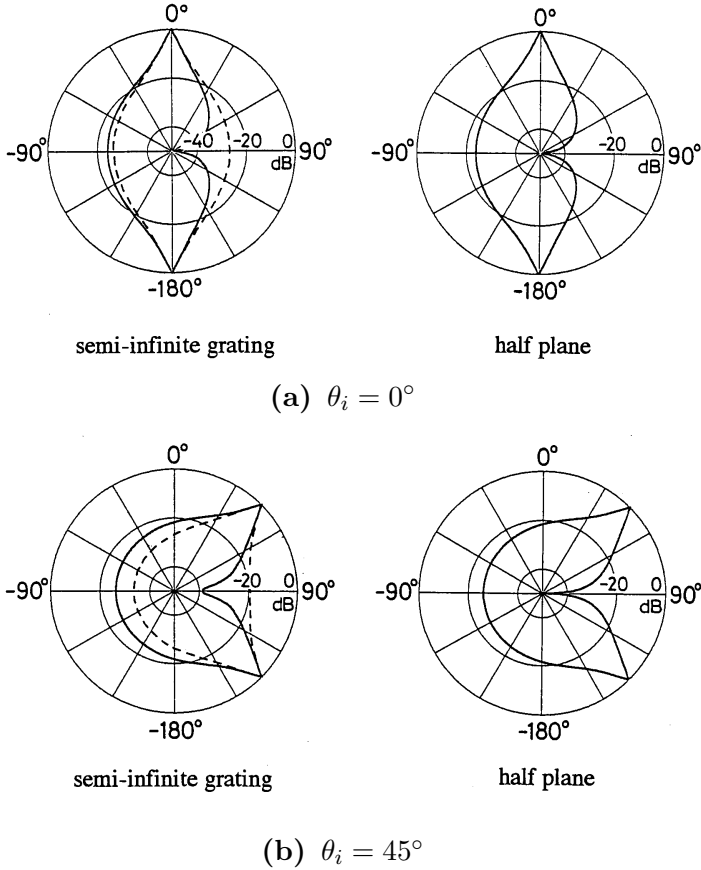 0° 0°
-90° -40 -20 0 90° -90° -20 0 90°
dB dB
-180° -180°
semi-infinite grating half plane
(a) θᵢ = 0°
0° 0°
-90° -20 0 90° -90° -20 0 90°
dB dB
-180° -180°
semi-infinite grating half plane
(b) θᵢ = 45°